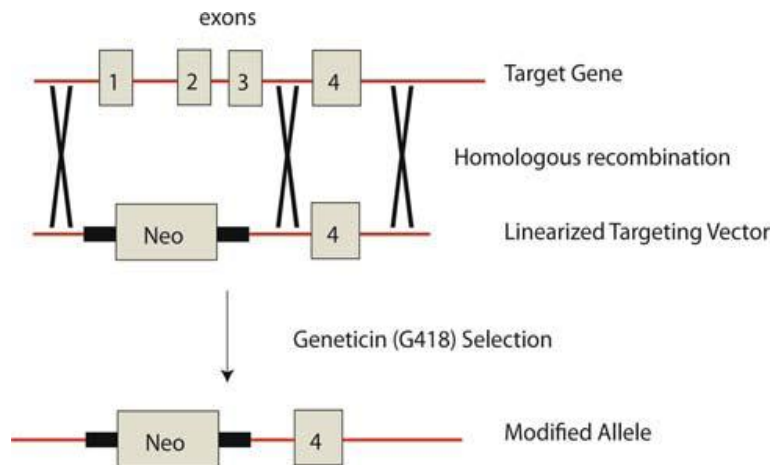 exons
1 2 3 4 Target Gene
Homologous recombination
Neo 4 Linearized Targeting Vector
Geneticin (G418) Selection
Neo 4 Modified Allele